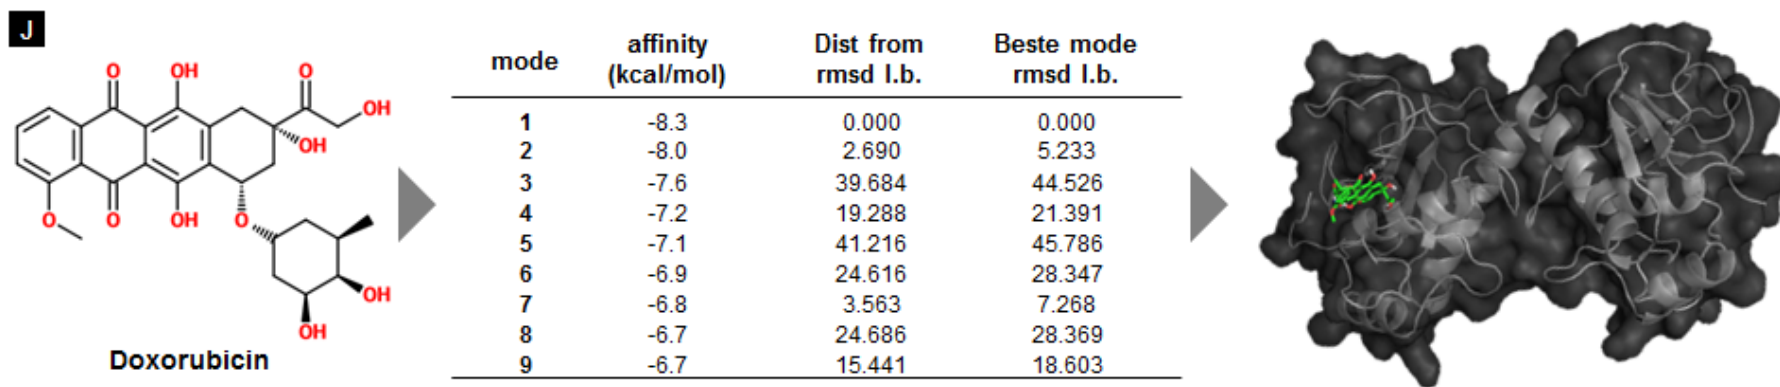 J
O OH O
OH
OH
O O OH
O
OH
OH
Doxorubicin
mode affinity (kcal/mol) Dist from rmsd l.b. Beste mode rmsd l.b.
1 -8.3 0.000 0.000
2 -8.0 2.690 5.233
3 -7.6 39.684 44.526
4 -7.2 19.288 21.391
5 -7.1 41.216 45.786
6 -6.9 24.616 28.347
7 -6.8 3.563 7.268
8 -6.7 24.686 28.369
9 -6.7 15.441 18.603